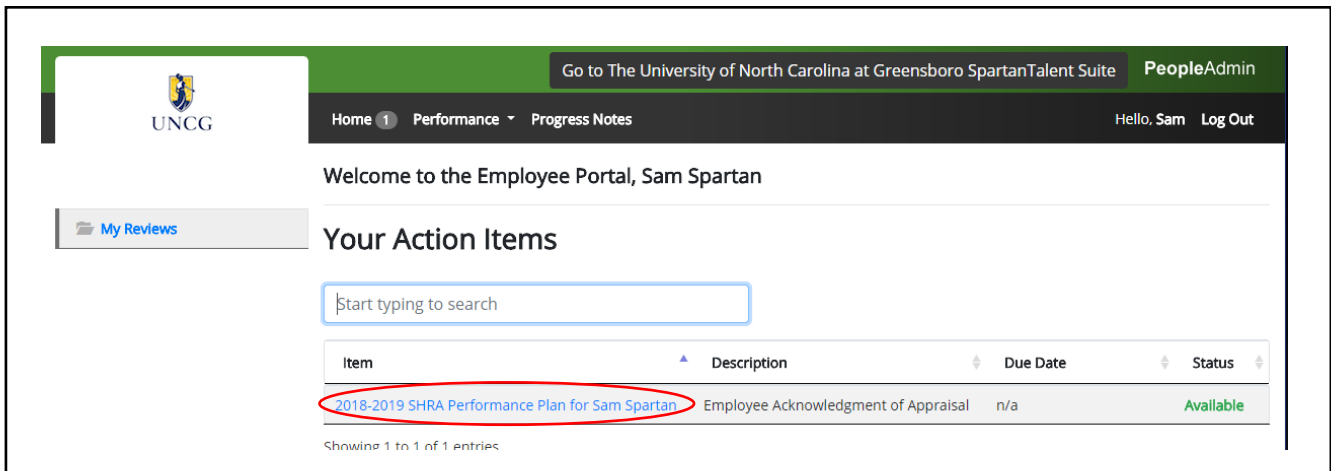 Go to The University of North Carolina at Greensboro SpartanTalent Suite PeopleAdmin
UNCG
Home 1 Performance Progress Notes Hello, Sam Log Out
Welcome to the Employee Portal, Sam Spartan
My Reviews
Your Action Items
Start typing to search
Item Description Due Date Status
2018-2019 SHRA Performance Plan for Sam Spartan Employee Acknowledgment of Appraisal n/a Available
Showing 1 to 1 of 1 entries